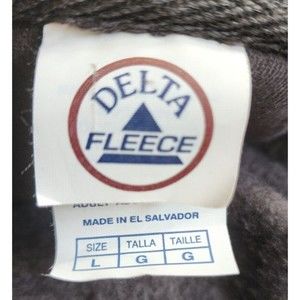 DELTA
FLEECE
MADE IN EL SALVADOR
SIZE TALLA TAILLE
L G G